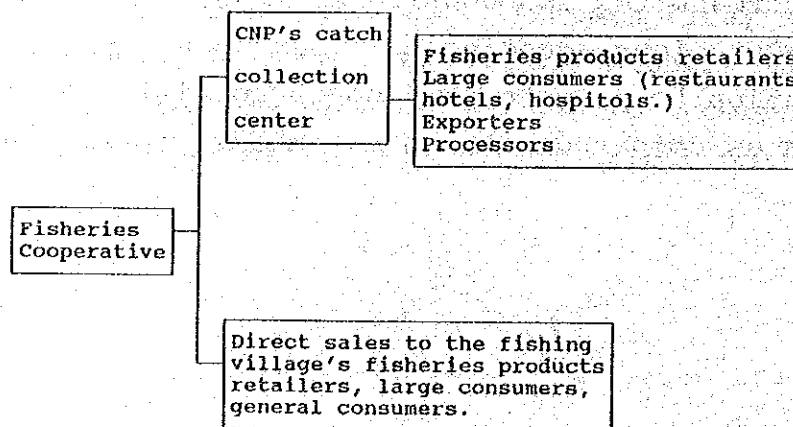 CNP's catch
collection
center
Fisheries products retailers
Large consumers (restaurants
hotels, hospitols.)
Exporters
Processors
Fisheries
Cooperative
Direct sales to the fishing
village's fisheries products
retailers, large consumers,
general consumers.